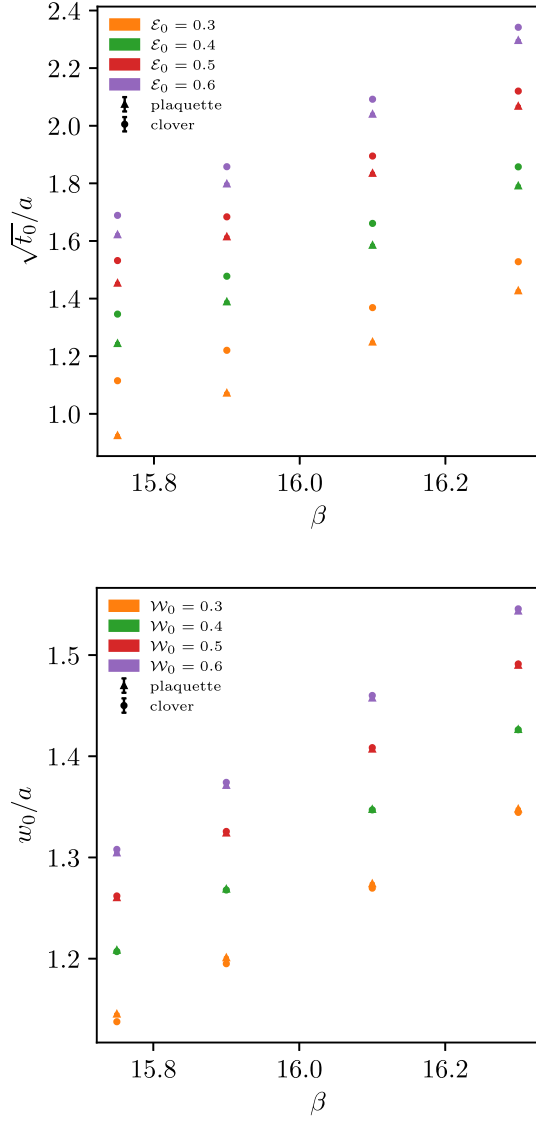 2.4
2.2
2.0
1.8
1.6
1.4
1.2
1.0
√t₀/a
ℰ₀ = 0.3
ℰ₀ = 0.4
ℰ₀ = 0.5
ℰ₀ = 0.6
plaquette
clover
15.8 16.0 16.2
β
1.5
1.4
1.3
1.2
w₀/a
𝒲₀ = 0.3
𝒲₀ = 0.4
𝒲₀ = 0.5
𝒲₀ = 0.6
plaquette
clover
15.8 16.0 16.2
β